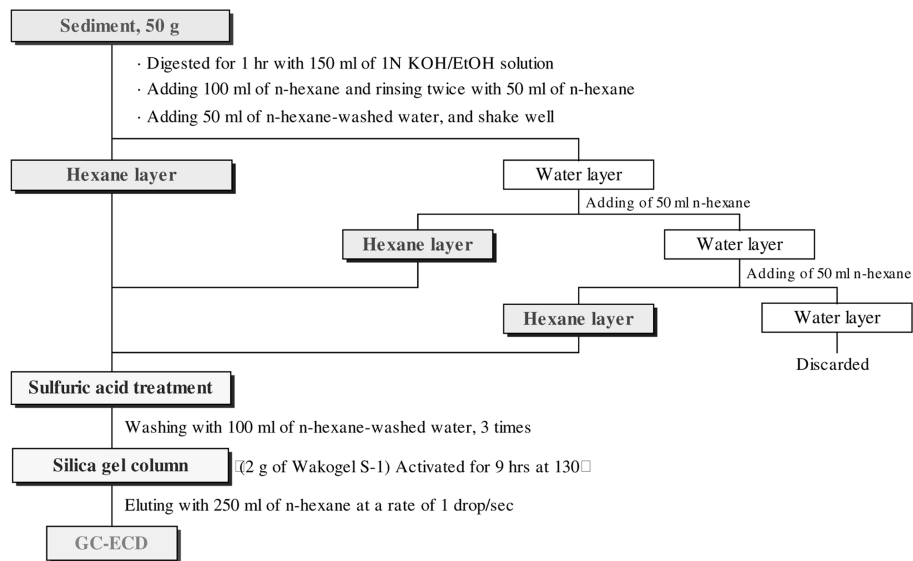 Sediment, 50 g
· Digested for 1 hr with 150 ml of 1N KOH/EtOH solution
· Adding 100 ml of n-hexane and rinsing twice with 50 ml of n-hexane
· Adding 50 ml of n-hexane-washed water, and shake well
Hexane layer
Water layer
Adding of 50 ml n-hexane
Hexane layer
Water layer
Adding of 50 ml n-hexane
Hexane layer
Water layer
Discarded
Sulfuric acid treatment
Washing with 100 ml of n-hexane-washed water, 3 times
Silica gel column
□(2 g of Wakogel S-1) Activated for 9 hrs at 130□
Eluting with 250 ml of n-hexane at a rate of 1 drop/sec
GC-ECD